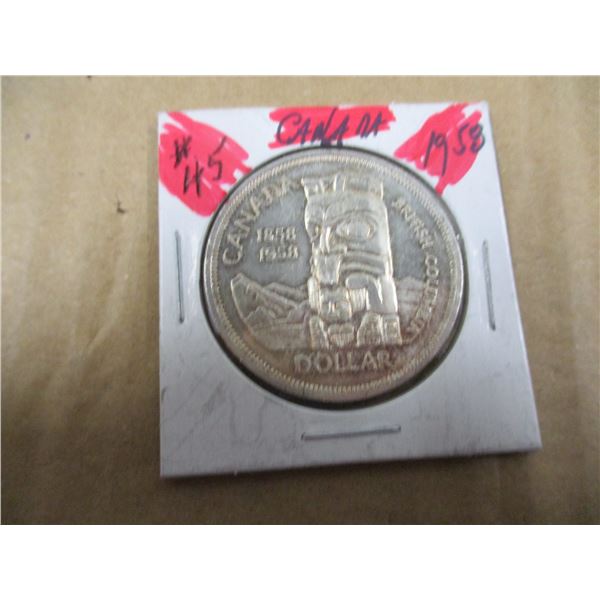 # 45
CANADA
1958
CANADA
1858
1958
BRITISH COLUMBIA
DOLLAR